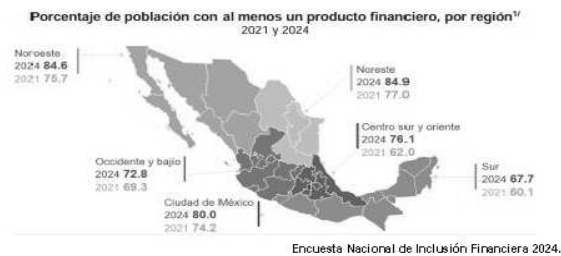 Porcentaje de población con al menos un producto financiero, por región1/
2021 y 2024
Noroeste
2024 84.6
2021 75.7
Noreste
2024 84.9
2021 77.0
Centro sur y oriente
2024 76.1
2021 62.0
Occidente y bajío
2024 72.8
2021 69.3
Sur
2024 67.7
2021 60.1
Ciudad de México
2024 80.0
2021 74.2
Encuesta Nacional de Inclusión Financiera 2024.